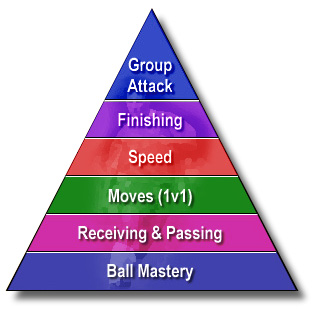 Group
Attack
Finishing
Speed
Moves (1v1)
Receiving & Passing
Ball Mastery